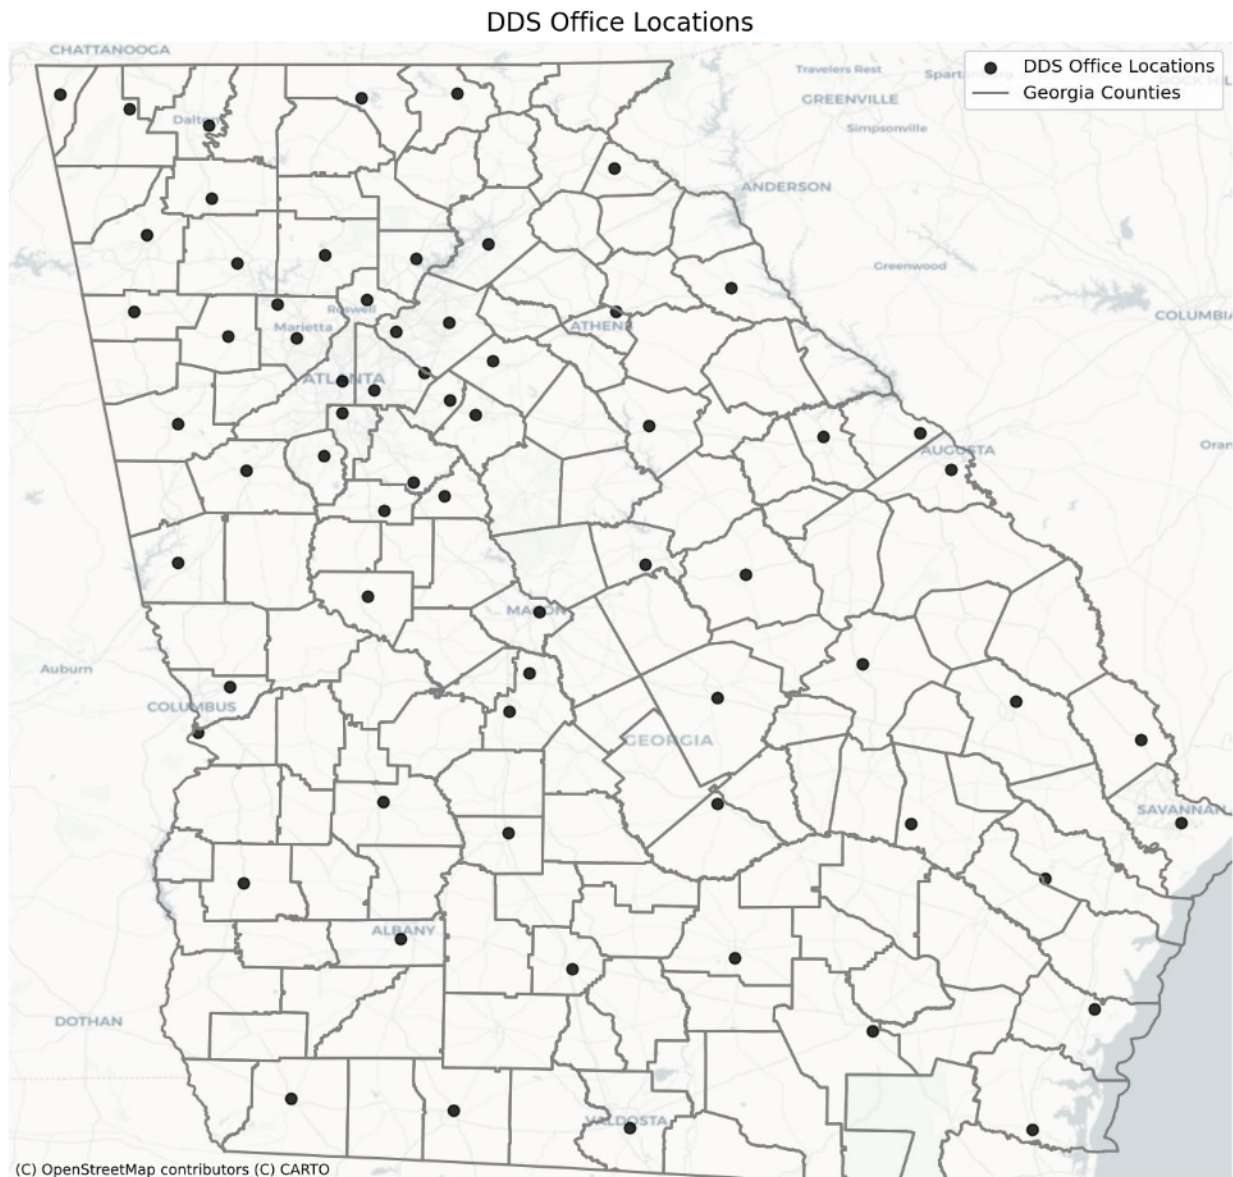 DDS Office Locations
CHATTANOOGA
DDS Office Locations
Georgia Counties
Travelers Rest
GREENVILLE
Simpsonville
Dalton
ANDERSON
Greenwood
COLUMBIA
Roswell
Marietta
ATHENS
ATLANTA
AUGUSTA
MACON
Auburn
COLUMBUS
GEORGIA
SAVANNAH
ALBANY
DOTHAN
VALDOSTA
(C) OpenStreetMap contributors (C) CARTO